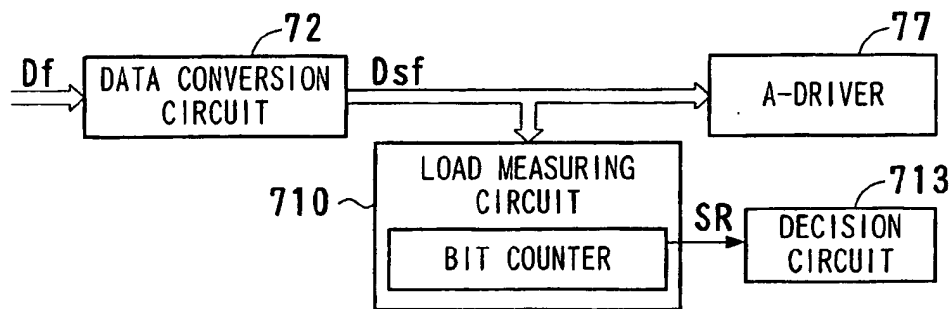 72
77
Df
DATA CONVERSION
CIRCUIT
Dsf
A-DRIVER
710
LOAD MEASURING
CIRCUIT
BIT COUNTER
SR
713
DECISION
CIRCUIT